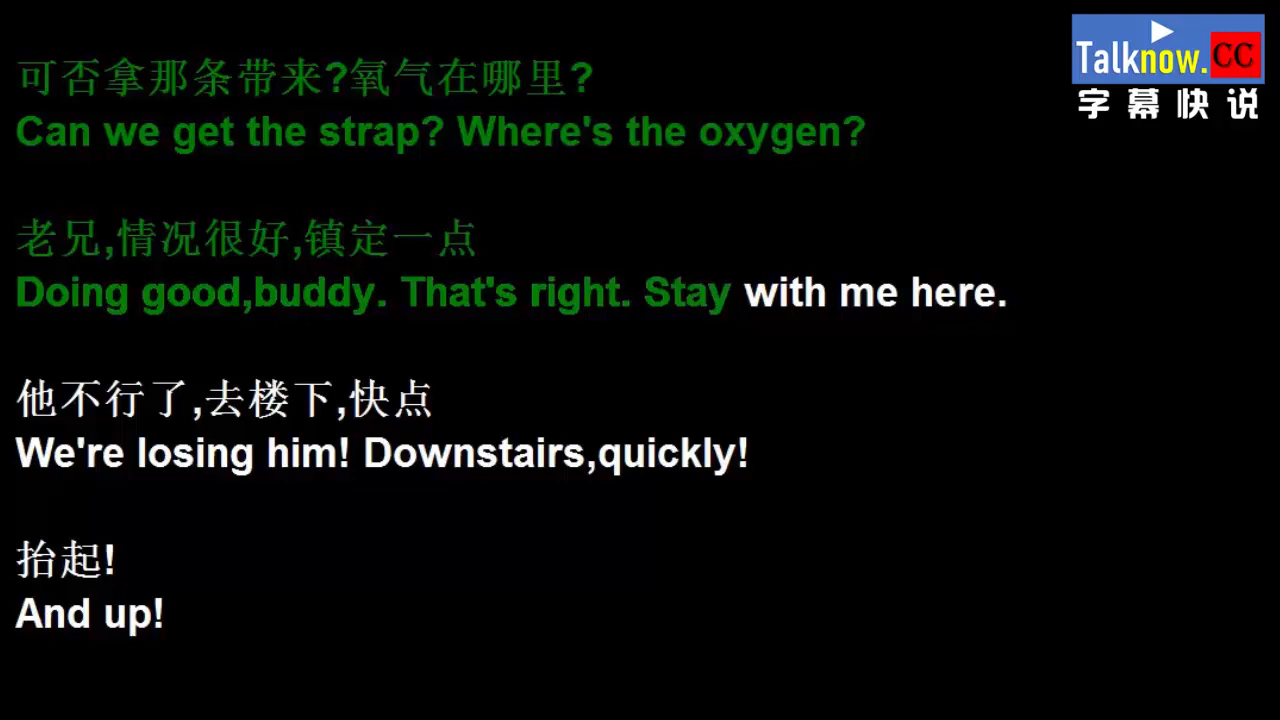 Talknow.CC
字幕快说
可否拿那条带来?氧气在哪里?
Can we get the strap? Where's the oxygen?
老兄,情况很好,镇定一点
Doing good,buddy. That's right. Stay with me here.
他不行了,去楼下,快点
We're losing him! Downstairs,quickly!
抬起!
And up!